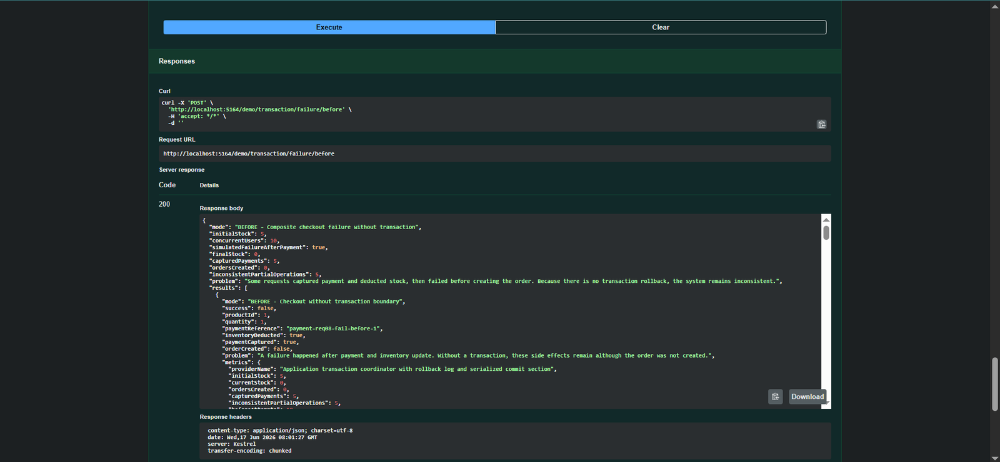 Execute
Clear
Responses
Curl
curl -X 'POST' \
'http://localhost:5164/demo/transaction/failure/before' \
-H 'accept: */*' \
-d ''
Request URL
http://localhost:5164/demo/transaction/failure/before
Server response
Code
Details
200
Response body
{
"mode": "BEFORE - Composite checkout failure without transaction",
"initialStock": 5,
"concurrentUsers": 10,
"simulatedFailureAfterPayment": true,
"finalStock": 0,
"capturedPayments": 5,
"ordersCreated": 0,
"inconsistentPartialOperations": 5,
"problem": "Some requests captured payment and deducted stock, then failed before creating the order. Because there is no transaction rollback, the system remains inconsistent.",
"results": [
{
"mode": "BEFORE - Checkout without transaction boundary",
"success": false,
"productId": 1,
"quantity": 1,
"paymentReference": "payment-req08-fail-before-1",
"inventoryDeducted": true,
"paymentCaptured": true,
"orderCreated": false,
"problem": "A failure happened after payment and inventory update. Without a transaction, these side effects remain although the order was not created.",
"metrics": {
"providerName": "Application transaction coordinator with rollback log and serialized commit section",
"initialStock": 5,
"currentStock": 0,
"ordersCreated": 0,
"capturedPayments": 5,
"inconsistentPartialOperations": 5,
Download
Response headers
content-type: application/json; charset=utf-8
date: Wed,17 Jun 2026 08:01:27 GMT
server: Kestrel
transfer-encoding: chunked